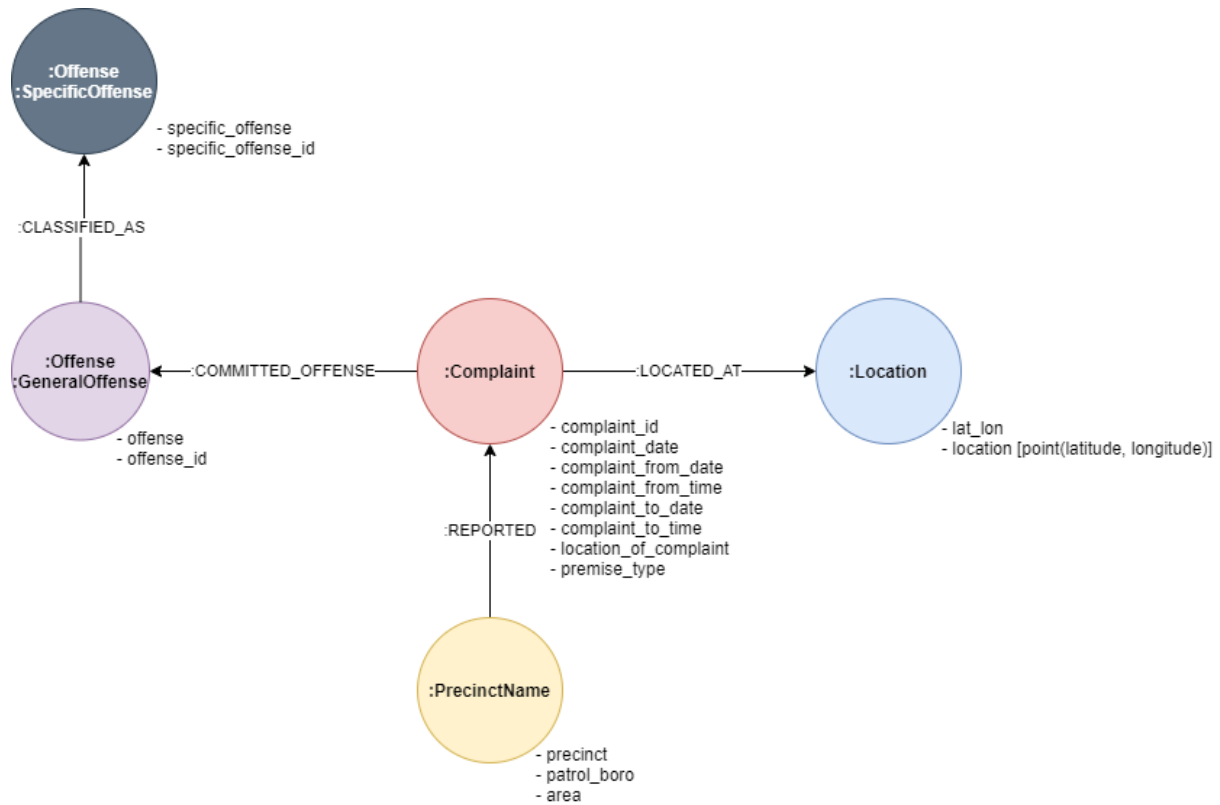 :Offense
:SpecificOffense
- specific_offense
- specific_offense_id
:CLASSIFIED_AS
:Offense
:GeneralOffense
- offense
- offense_id
:COMMITTED_OFFENSE
:Complaint
- complaint_id
- complaint_date
- complaint_from_date
- complaint_from_time
- complaint_to_date
- complaint_to_time
- location_of_complaint
- premise_type
:LOCATED_AT
:Location
- lat_lon
- location [point(latitude, longitude)]
:REPORTED
:PrecinctName
- precinct
- patrol_boro
- area